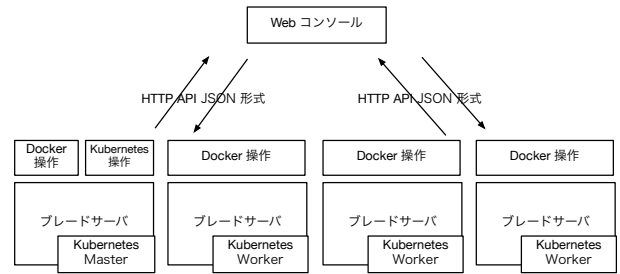 Web コンソール
HTTP API JSON 形式
HTTP API JSON 形式
Docker
操作
Kubernetes
操作
Docker 操作
Docker 操作
Docker 操作
ブレードサーバ
Kubernetes
Master
ブレードサーバ
Kubernetes
Worker
ブレードサーバ
Kubernetes
Worker
ブレードサーバ
Kubernetes
Worker